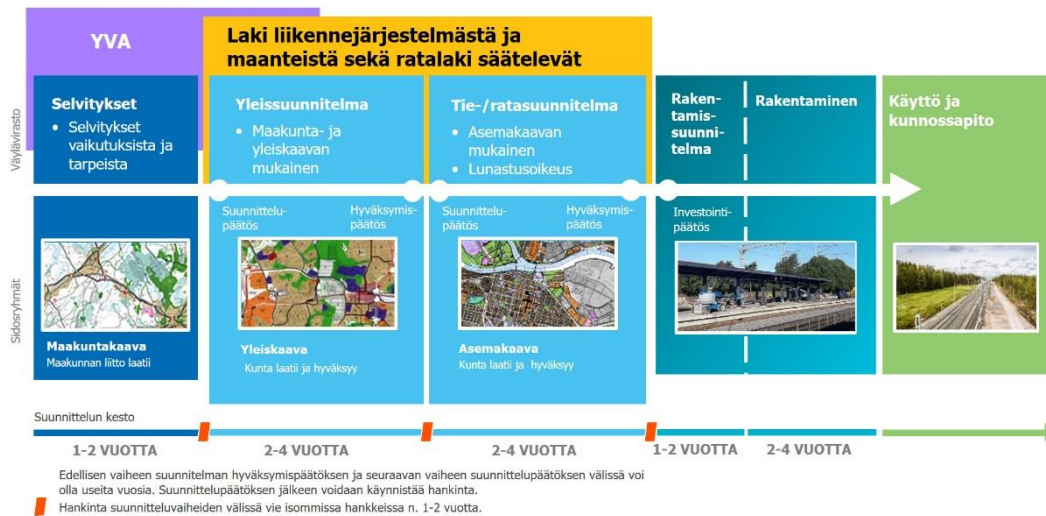 YVA
Laki liikennejärjestelmästä ja
maanteistä sekä ratalaki säätelevät
Väylävirasto
Selvitykset
• Selvitykset
vaikutuksista ja
tarpeista
Yleissuunnitelma
• Maakunta- ja
yleiskaavan
mukainen
Tie-/ratasuunnitelma
• Asemakaavan
mukainen
• Lunastusoikeus
Raken-
tamis-
suunni-
telma
Rakentaminen
Käyttö ja
kunnossapito
Sidosryhmät
Suunnittelu-
päätös
Hyväksymis-
päätös
Suunnittelu-
päätös
Hyväksymis-
päätös
Investointi-
päätös
Maakuntakaava
Maakunnan liitto laatii
Yleiskaava
Kunta laatii ja hyväksyy
Asemakaava
Kunta laatii ja hyväksyy
Suunnittelun kesto
1-2 VUOTTA
2-4 VUOTTA
2-4 VUOTTA
1-2 VUOTTA
2-4 VUOTTA
Edellisen vaiheen suunnitelman hyväksymispäätöksen ja seuraavan vaiheen suunnittelupäätöksen välissä voi
olla useita vuosia. Suunnittelupäätöksen jälkeen voidaan käynnistää hankinta.
Hankinta suunnitteluvaiheiden välissä vie isommissa hankkeissa n. 1-2 vuotta.